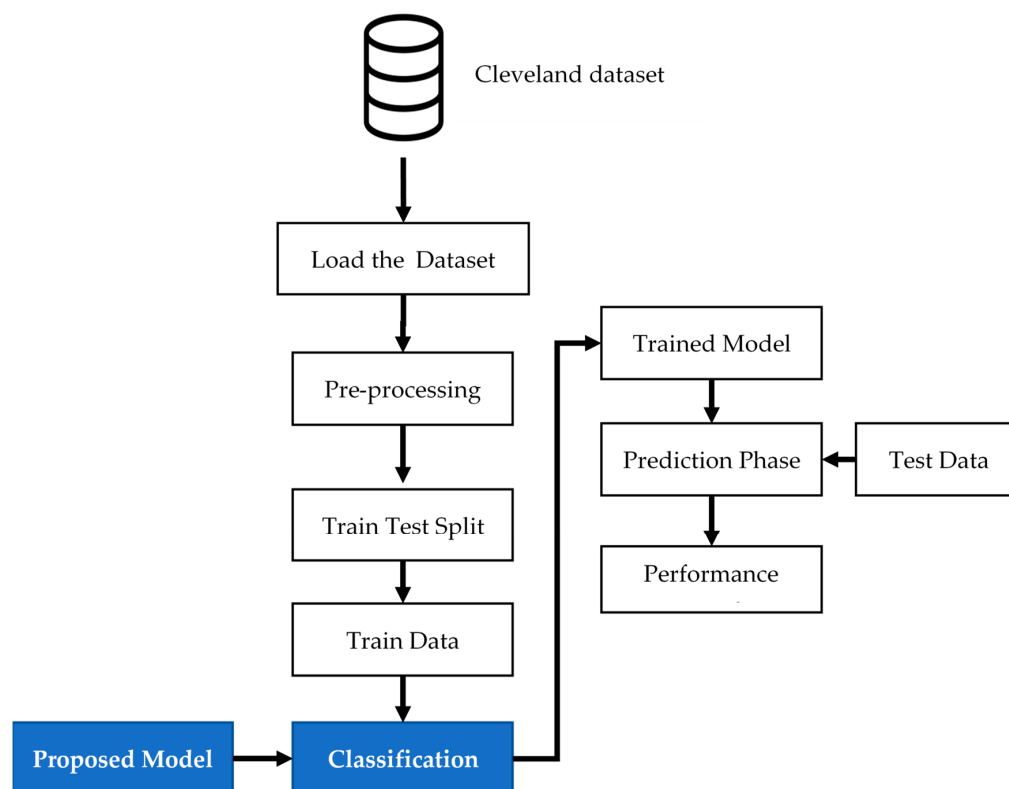 Cleveland dataset
Load the Dataset
Pre-processing
Train Test Split
Train Data
Proposed Model
Classification
Trained Model
Prediction Phase
Test Data
Performance